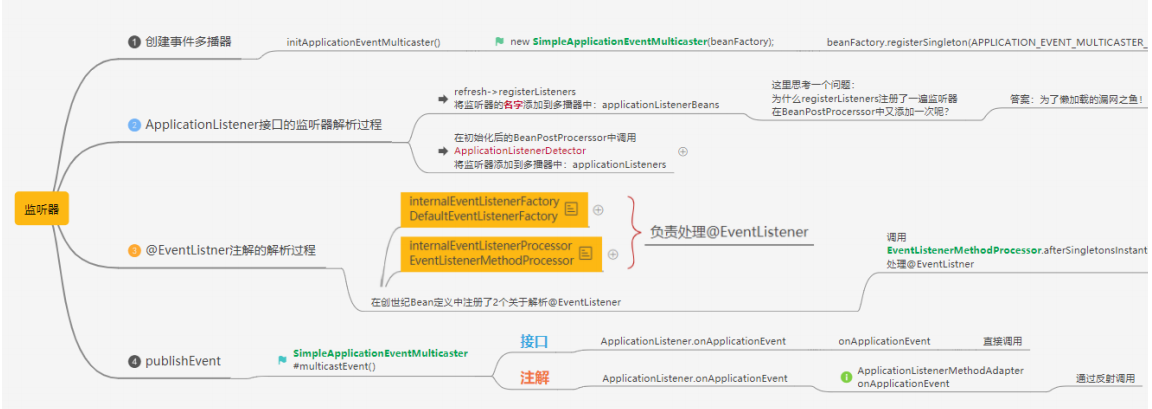 监听器
1 创建事件多播器
initApplicationEventMulticaster()
new SimpleApplicationEventMulticaster(beanFactory);
beanFactory.registerSingleton(APPLICATION_EVENT_MULTICASTER_
2 ApplicationListener接口的监听器解析过程
refresh->registerListeners
将监听器的名字添加到多播器中：applicationListenerBeans
这里思考一个问题：
为什么registerListeners注册了一遍监听器
在BeanPostProcerssor中又添加一次呢?
答案：为了懒加载的漏网之鱼！
在初始化后的BeanPostProcerssor中调用
ApplicationListenerDetector
将监听器添加到多播器中：applicationListeners
3 @EventListner注解的解析过程
internalEventListenerFactory
DefaultEventListenerFactory
internalEventListenerProcessor
EventListenerMethodProcessor
负责处理@EventListener
在创世纪Bean定义中注册了2个关于解析@EventListener
调用
EventListenerMethodProcessor.afterSingletonsInstant
处理@EventListner
4 publishEvent
SimpleApplicationEventMulticaster
#multicastEvent()
接口
ApplicationListener.onApplicationEvent
onApplicationEvent
直接调用
注解
ApplicationListener.onApplicationEvent
ApplicationListenerMethodAdapter
onApplicationEvent
通过反射调用